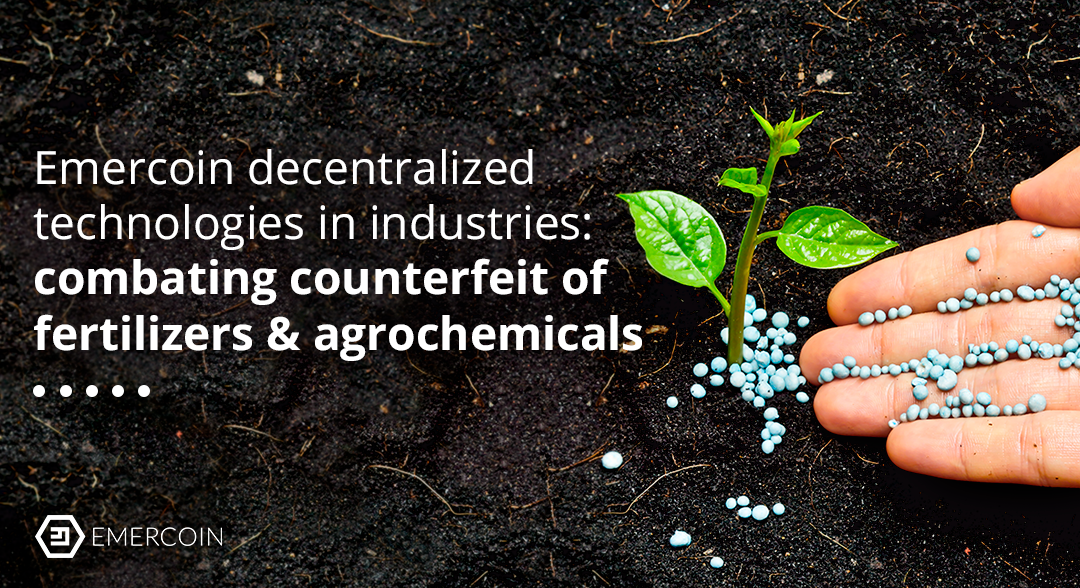 Emercoin decentralized
technologies in industries:
combating counterfeit of
fertilizers & agrochemicals
EMERCOIN